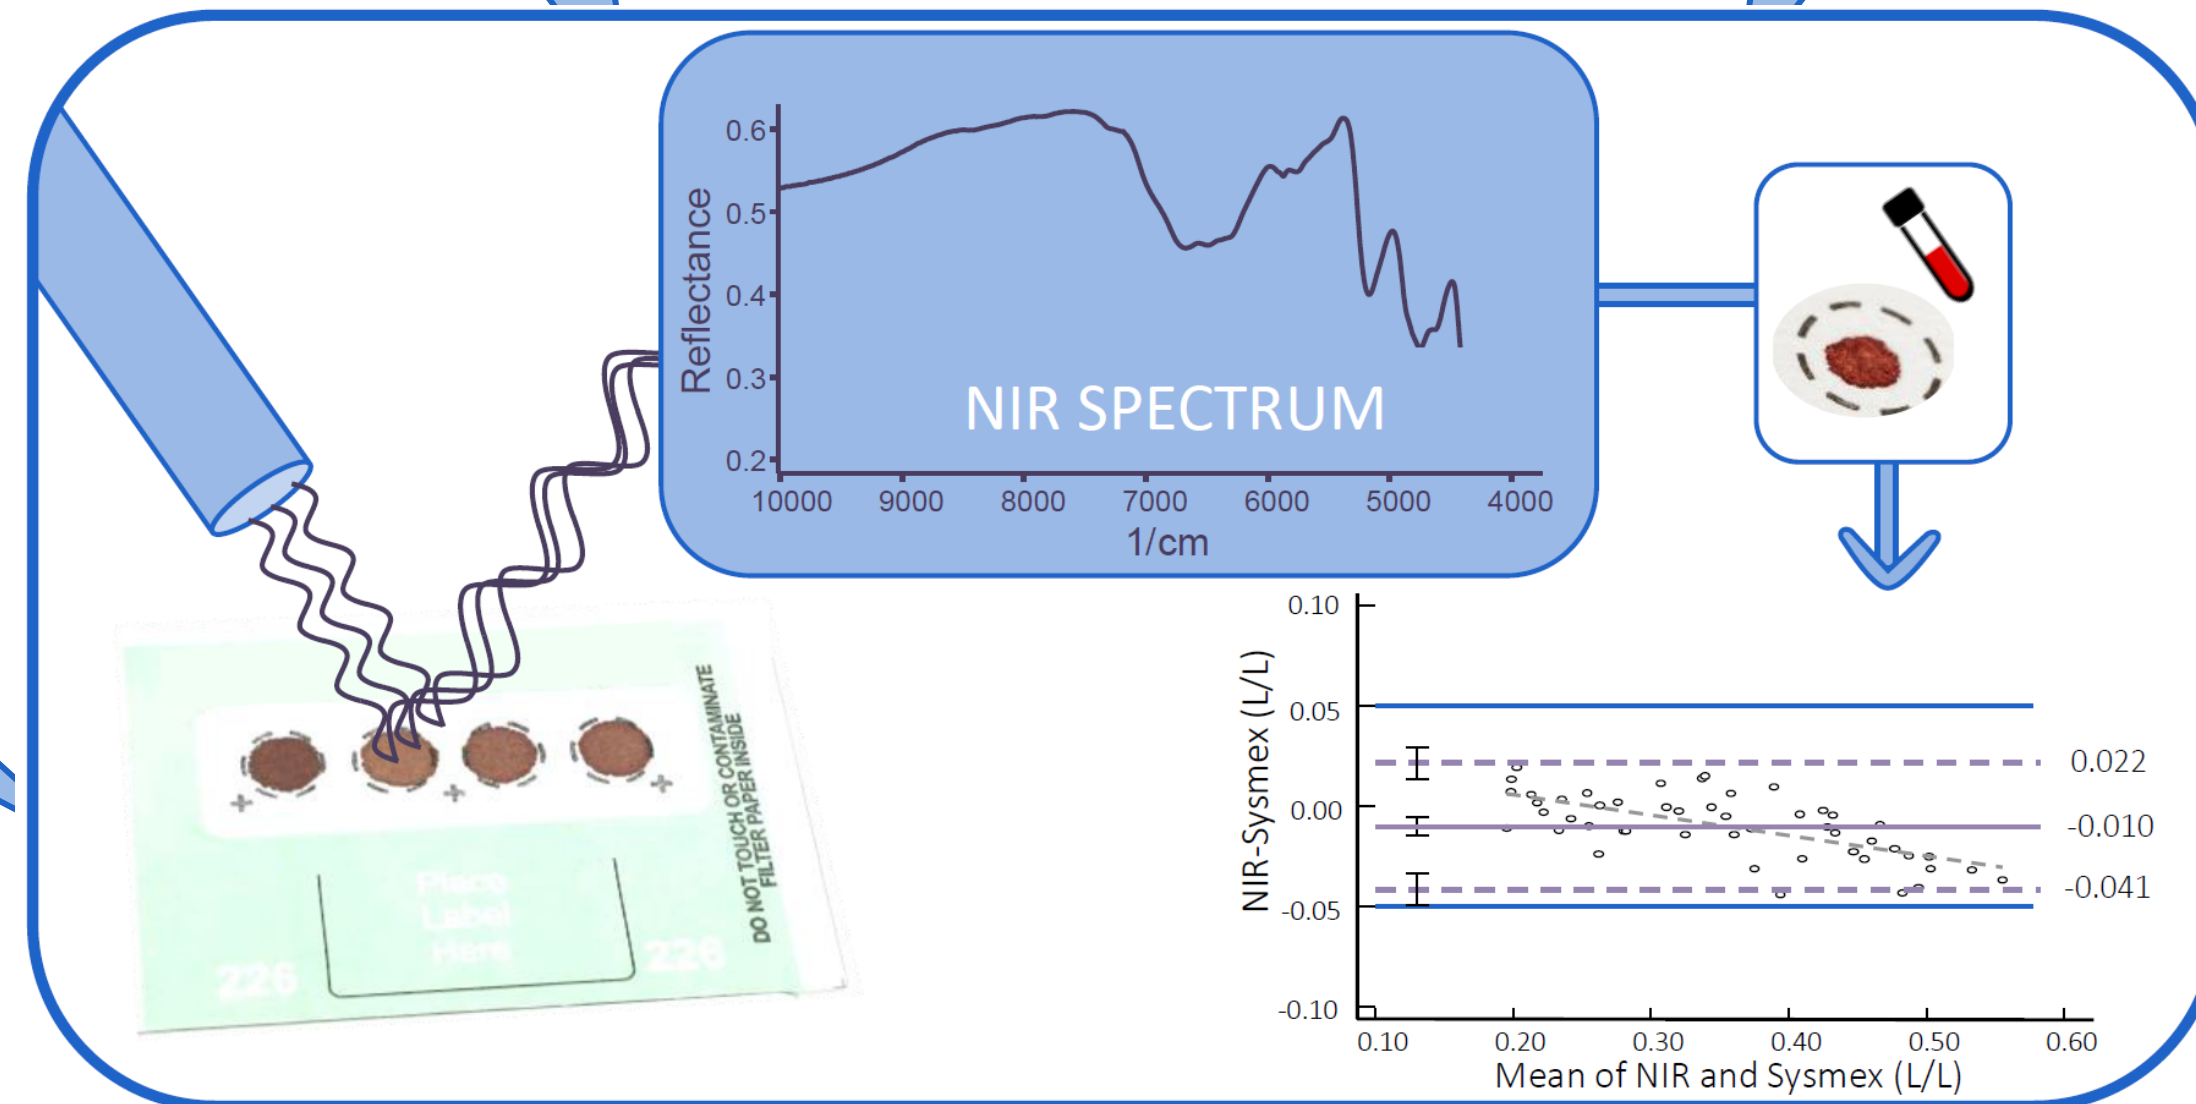 0.6
0.5
0.4
0.3
0.2
Reflectance
NIR SPECTRUM
10000 9000 8000 7000 6000 5000 4000
1/cm
DO NOT TOUCH OR CONTAMINATE
FILTER PAPER INSIDE
Place
Label
Here
226
226
0.10
0.05
0.00
-0.05
-0.10
NIR-Sysmex (L/L)
0.022
-0.010
-0.041
0.10 0.20 0.30 0.40 0.50 0.60
Mean of NIR and Sysmex (L/L)